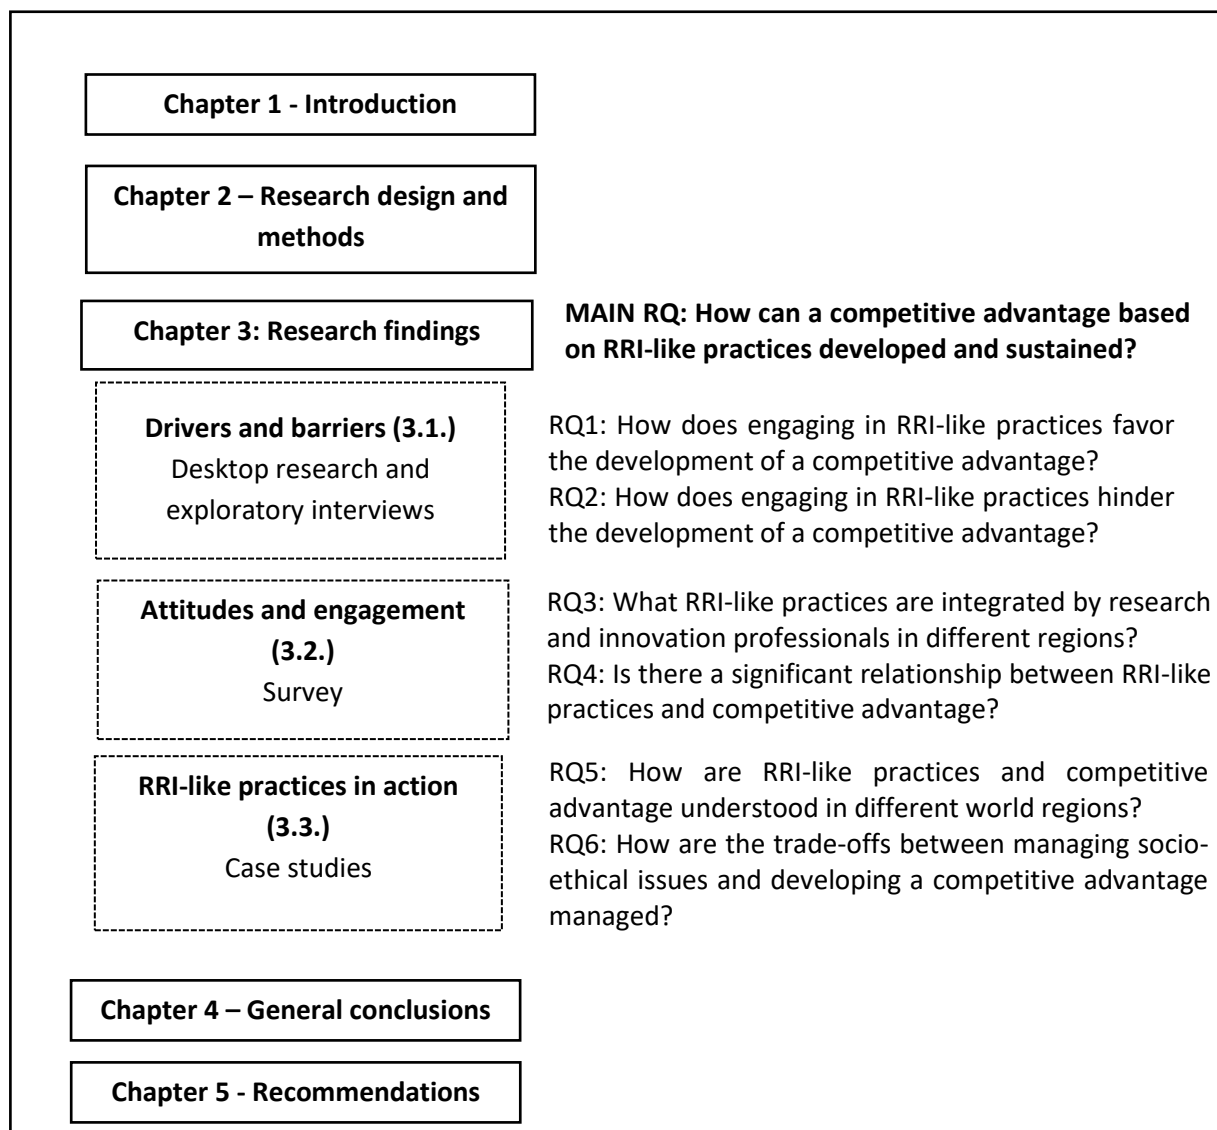 Chapter 1 - Introduction
Chapter 2 – Research design and
methods
Chapter 3: Research findings
MAIN RQ: How can a competitive advantage based
on RRI-like practices developed and sustained?
Drivers and barriers (3.1.)
Desktop research and
exploratory interviews
RQ1: How does engaging in RRI-like practices favor
the development of a competitive advantage?
RQ2: How does engaging in RRI-like practices hinder
the development of a competitive advantage?
Attitudes and engagement
(3.2.)
Survey
RQ3: What RRI-like practices are integrated by research
and innovation professionals in different regions?
RQ4: Is there a significant relationship between RRI-like
practices and competitive advantage?
RRI-like practices in action
(3.3.)
Case studies
RQ5: How are RRI-like practices and competitive
advantage understood in different world regions?
RQ6: How are the trade-offs between managing socio-
ethical issues and developing a competitive advantage
managed?
Chapter 4 – General conclusions
Chapter 5 - Recommendations